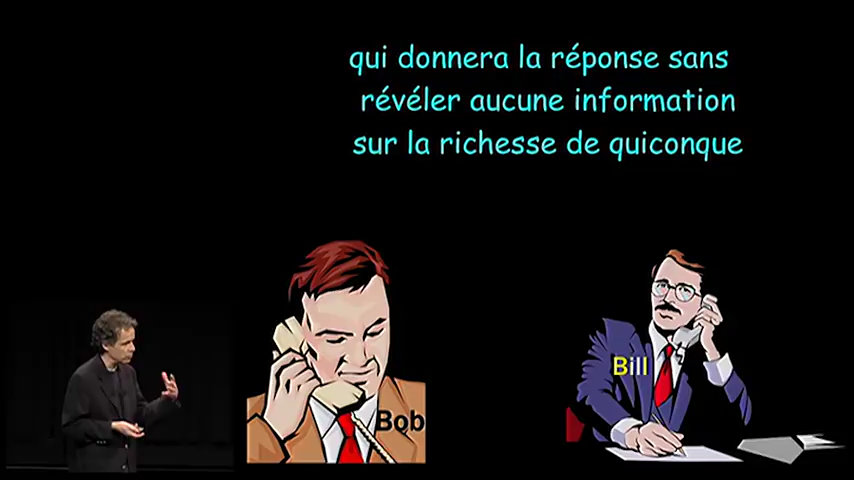 qui donnera la réponse sans
révéler aucune information
sur la richesse de quiconque
Bob
Bill